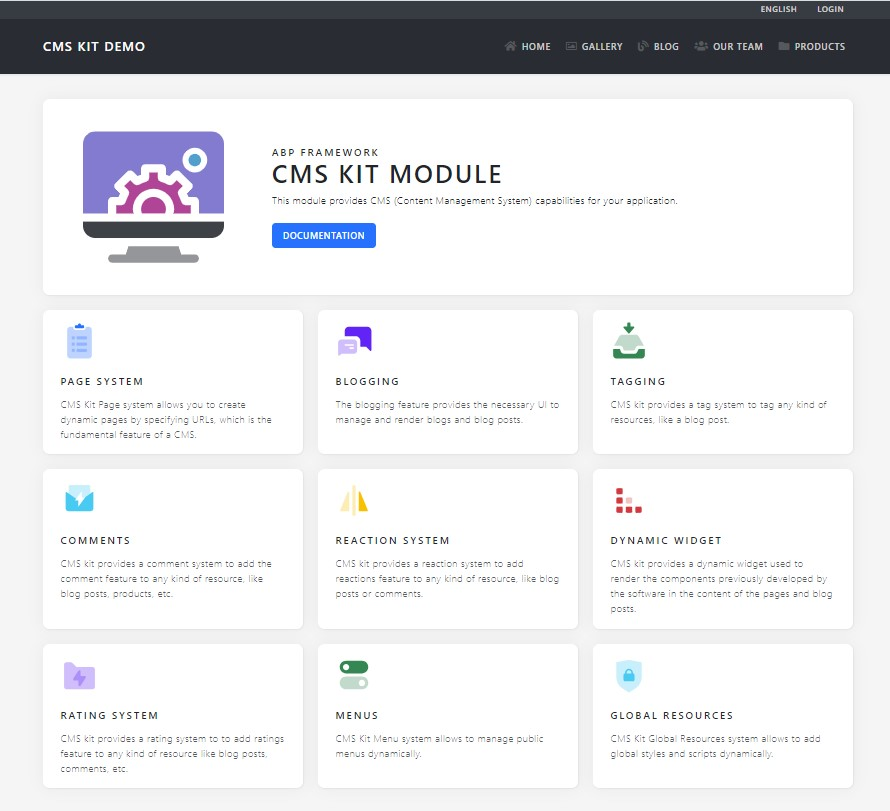 ENGLISH LOGIN
CMS KIT DEMO
HOME GALLERY BLOG OUR TEAM PRODUCTS
ABP FRAMEWORK
CMS KIT MODULE
This module provides CMS (Content Management System) capabilities for your application.
DOCUMENTATION
PAGE SYSTEM
CMS Kit Page system allows you to create
dynamic pages by specifying URLs, which is the
fundamental feature of a CMS.
BLOGGING
The blogging feature provides the necessary UI to
manage and render blogs and blog posts.
TAGGING
CMS kit provides a tag system to tag any kind of
resources, like a blog post.
COMMENTS
CMS kit provides a comment system to add the
comment feature to any kind of resource, like
blog posts, products, etc.
REACTION SYSTEM
CMS kit provides a reaction system to add
reactions feature to any kind of resource, like blog
posts or comments.
DYNAMIC WIDGET
CMS kit provides a dynamic widget used to
render the components previously developed by
the software in the content of the pages and blog
posts.
RATING SYSTEM
CMS kit provides a rating system to to add ratings
feature to any kind of resource like blog posts,
comments, etc.
MENUS
CMS Kit Menu system allows to manage public
menus dynamically.
GLOBAL RESOURCES
CMS Kit Global Resources system allows to add
global styles and scripts dynamically.